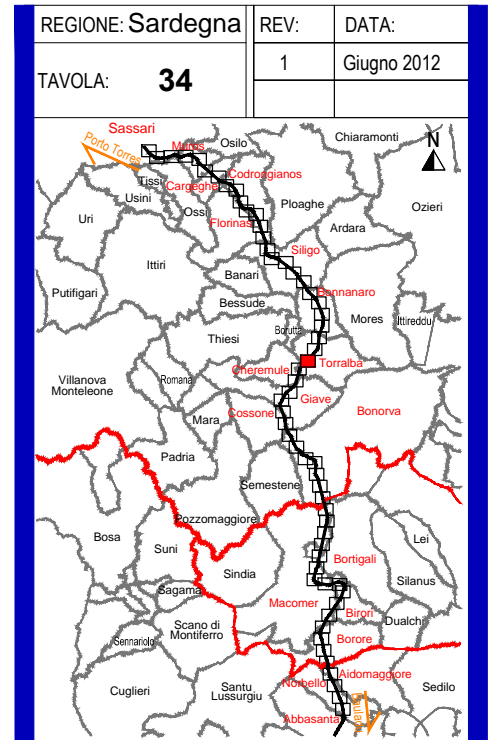 REGIONE: Sardegna REV: DATA:
TAVOLA: 34 1 Giugno 2012
Sassari
Porto Torres
Muros
Osilo
Chiaramonti
N
Tissi
Cargeghe
Codrongianos
Usini
Ossi
Ploaghe
Ozieri
Uri
Florinas
Ardara
Siligo
Ittiri
Banari
Bonnanaro
Putifigari
Bessude
Mores
Ittireddu
Borutta
Thiesi
Cheremule
Torralba
Villanova
Monteleone
Romana
Giave
Cossone
Bonorva
Mara
Padria
Semestene
Pozzomaggiore
Bosa
Suni
Lei
Bortigali
Sindia
Silanus
Sagama
Macomer
Birori
Dualchi
Scano di
Montiferro
Sennariolo
Borore
Aidomaggiore
Norbello
Sedilo
Cuglieri
Santu
Lussurgiu
Abbasanta